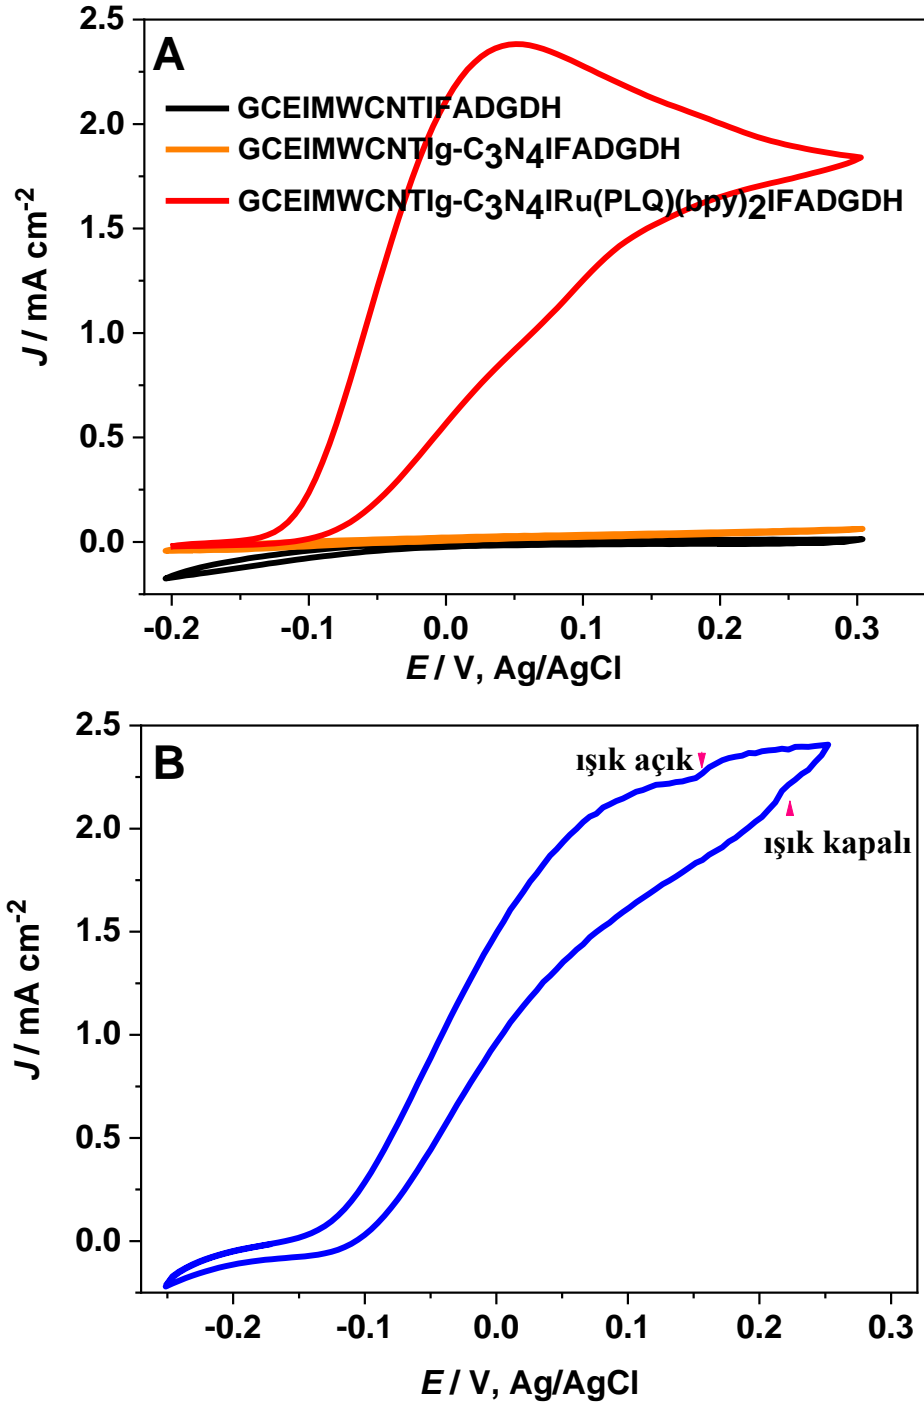 A
GCEIMWCNTIFADGDH
GCEIMWCNTIg-C3N4IFADGDH
GCEIMWCNTIg-C3N4IRu(PLQ)(bpy)2IFADGDH
2.5
2.0
1.5
1.0
0.5
0.0
J / mA cm-2
-0.2 -0.1 0.0 0.1 0.2 0.3
E / V, Ag/AgCl
B
ışık açık
ışık kapalı
2.5
2.0
1.5
1.0
0.5
0.0
J / mA cm-2
-0.2 -0.1 0.0 0.1 0.2 0.3
E / V, Ag/AgCl